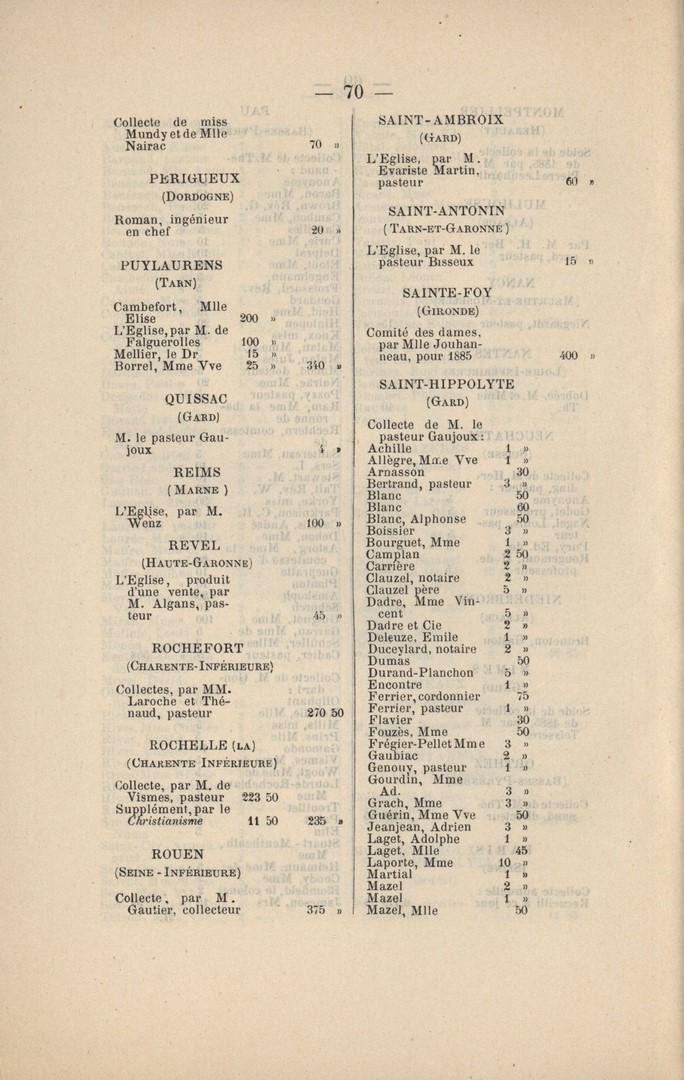 — 70 —
Collecte de miss
Mundy et de Mlle
Nairac 70 »
PÉRIGUEUX
(DORDOGNE)
Roman, ingénieur
en chef 20 »
PUYLAURENS
(TARN)
Cambefort, Mlle
Elise 200 »
L'Eglise, par M. de
Falguerolles 100 »
Mellier, le Dr 15 »
Borrel, Mme Vve 25 » 340 »
QUISSAC
(GARD)
M. le pasteur Gau-
joux 4 »
REIMS
(MARNE)
L'Eglise, par M.
Wenz 100 »
REVEL
(HAUTE-GARONNE)
L'Eglise, produit
d'une vente, par
M. Algans, pas-
teur 45 »
ROCHEFORT
(CHARENTE-INFÉRIEURE)
Collectes, par MM.
Laroche et Thé-
naud, pasteur 270 50
ROCHELLE (LA)
(CHARENTE INFÉRIEURE)
Collecte, par M. de
Vismes, pasteur 223 50
Supplément, par le
Christianisme 11 50 235 »
ROUEN
(SEINE-INFÉRIEURE)
Collecte, par M.
Gautier, collecteur 375 »
SAINT-AMBROIX
(GARD)
L'Eglise, par M.
Evariste Martin,
pasteur 60 »
SAINT-ANTONIN
(TARN-ET-GARONNE)
L'Eglise, par M. le
pasteur Bisseux 15 »
SAINTE-FOY
(GIRONDE)
Comité des dames,
par Mlle Jouhan-
neau, pour 1885 400 »
SAINT-HIPPOLYTE
(GARD)
Collecte de M. le
pasteur Gaujoux :
Achille 1 »
Allègre, Mme Vve 1 »
Arnasson 30
Bertrand, pasteur 3 »
Blanc 50
Blanc 60
Blanc, Alphonse 50
Boissier 3 »
Bourguet, Mme 1 »
Camplan 2 50
Carrière 2 »
Clauzel, notaire 2 »
Clauzel père 5 »
Dadre, Mme Vin-
cent 5 »
Dadre et Cie 2 »
Deleuze, Emile 1 »
Duceylard, notaire 2 »
Dumas 50
Durand-Planchon 5 »
Encontre 1 »
Ferrier, cordonnier 75
Ferrier, pasteur 1 »
Flavier 30
Fouzès, Mme 50
Frégier-Pellet Mme 3 »
Gaubiac 2 »
Genouy, pasteur 1 »
Gourdin, Mme
Ad. 3 »
Grach, Mme 3 »
Guérin, Mme Vve 50
Jeanjean, Adrien 3 »
Laget, Adolphe 1 »
Laget, Mlle 45
Laporte, Mme 10 »
Martial 1 »
Mazel 2 »
Mazel 1 »
Mazel, Mlle 50